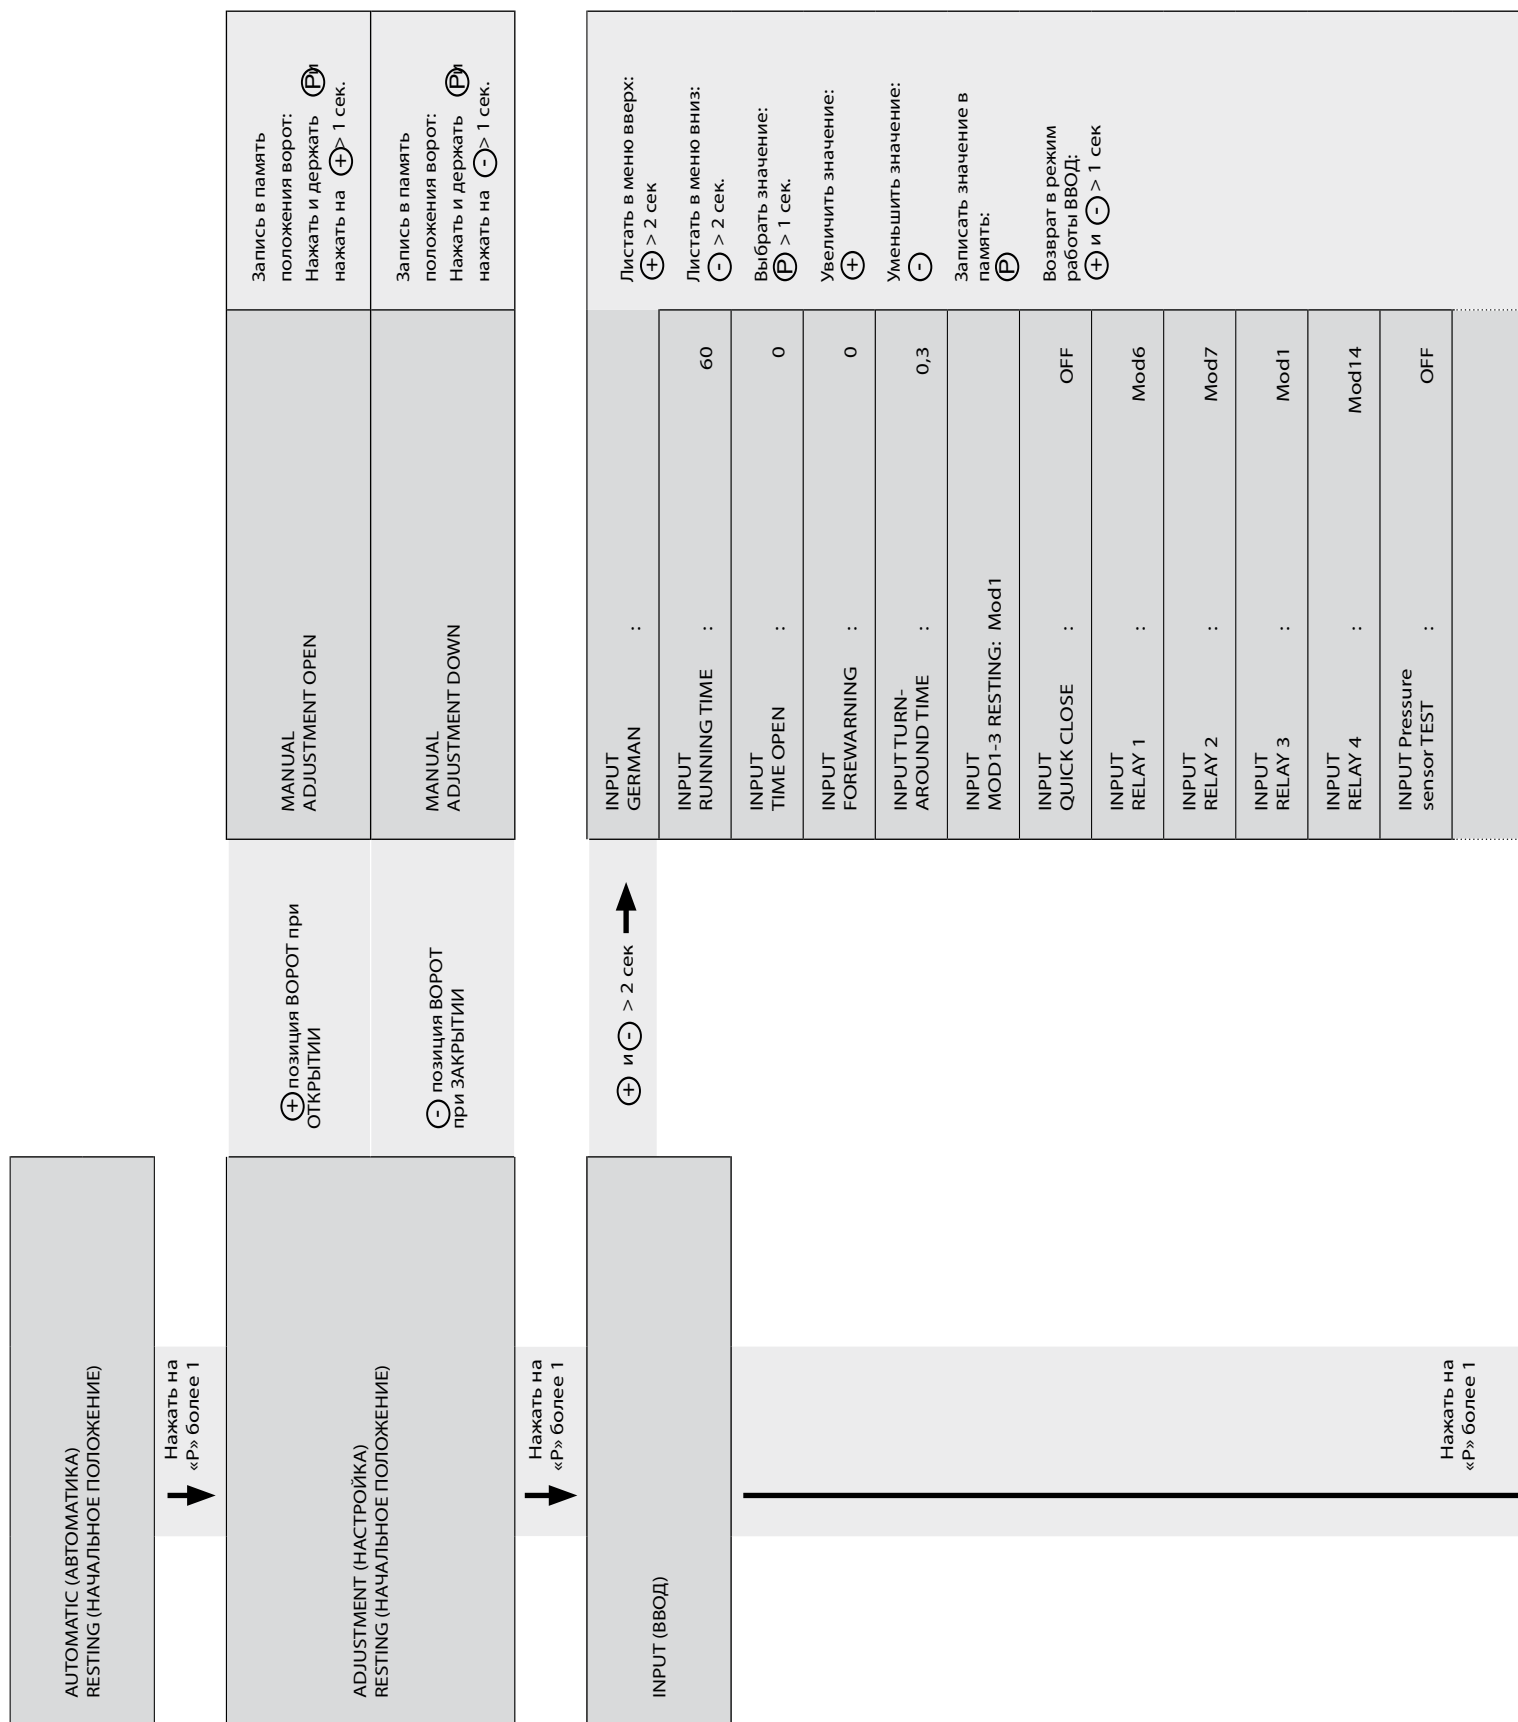 AUTOMATIC (АВТОМАТИКА)
RESTING (НАЧАЛЬНОЕ ПОЛОЖЕНИЕ)
Нажать на
«Р» более 1
ADJUSTMENT (НАСТРОЙКА)
RESTING (НАЧАЛЬНОЕ ПОЛОЖЕНИЕ)
+ позиция ВОРОТ при
ОТКРЫТИИ
MANUAL
ADJUSTMENT OPEN
Запись в память
положения ворот:
Нажать и держать P и
нажать на + > 1 сек.
- позиция ВОРОТ
при ЗАКРЫТИИ
MANUAL
ADJUSTMENT DOWN
Запись в память
положения ворот:
Нажать и держать P и
нажать на - > 1 сек.
Нажать на
«Р» более 1
INPUT (ВВОД)
+ и - > 2 сек
INPUT
GERMAN :
INPUT
RUNNING TIME : 60
INPUT
TIME OPEN : 0
INPUT
FOREWARNING : 0
INPUT TURN-
AROUND TIME : 0,3
INPUT
MOD1-3 RESTING: Mod1
INPUT
QUICK CLOSE : OFF
INPUT
RELAY 1 : Mod6
INPUT
RELAY 2 : Mod7
INPUT
RELAY 3 : Mod1
INPUT
RELAY 4 : Mod14
INPUT Pressure
sensor TEST : OFF
Листать в меню вверх:
+ > 2 сек
Листать в меню вниз:
- > 2 сек.
Выбрать значение:
P > 1 сек.
Увеличить значение:
+
Уменьшить значение:
-
Записать значение в
память:
P
Возврат в режим
работы ВВОД:
+ и - > 1 сек
Нажать на
«Р» более 1